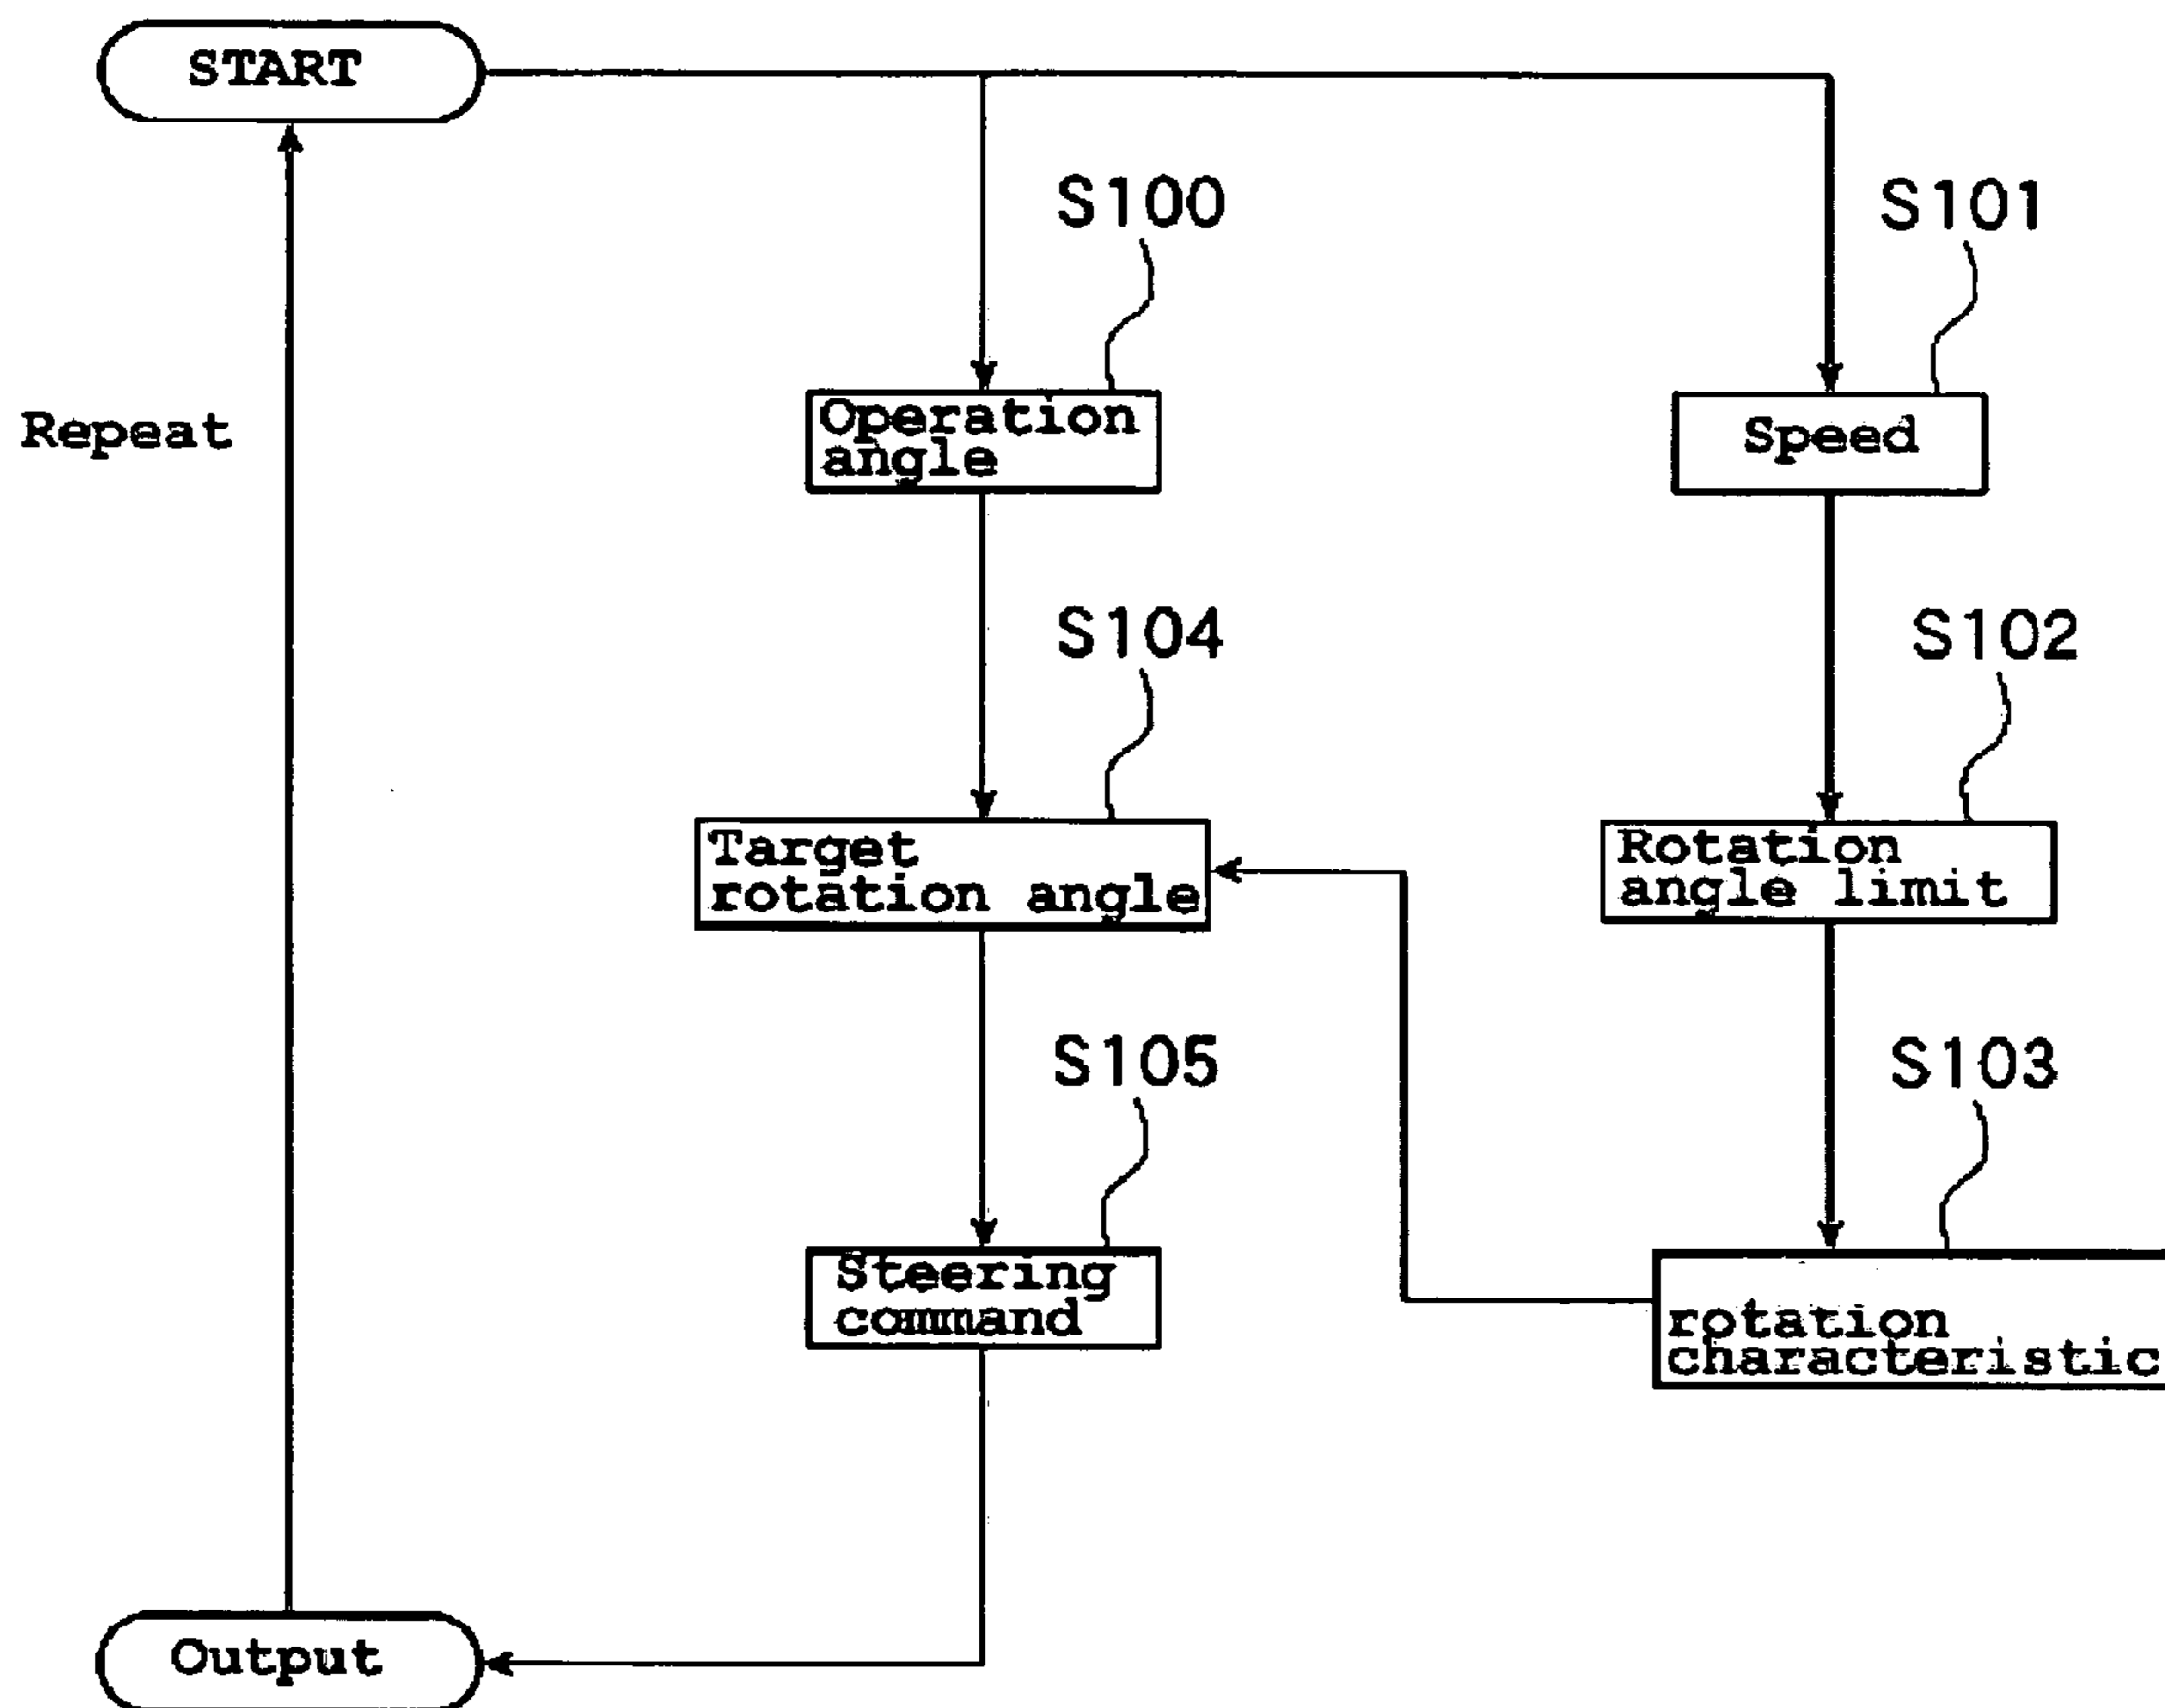 START
S100
S101
Repeat
Operation
angle
Speed
S104
S102
Target
rotation angle
Rotation
angle limit
S105
S103
Steering
command
rotation
characteristic
Output